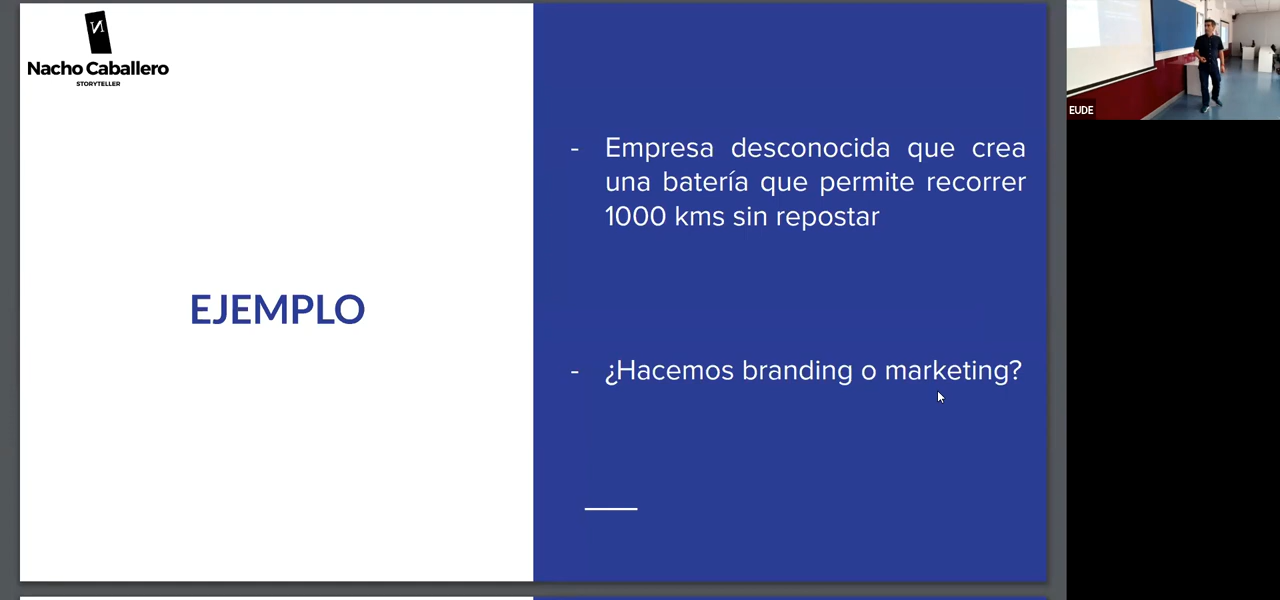 Nacho Caballero
STORYTELLER
EJEMPLO
- Empresa desconocida que crea
una batería que permite recorrer
1000 kms sin repostar
- ¿Hacemos branding o marketing?
EUDE